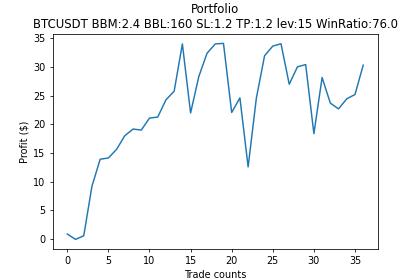 Portfolio
BTCUSDT BBM:2.4 BBL:160 SL:1.2 TP:1.2 lev:15 WinRatio:76.0
35
30
25
20
15
10
5
0
Profit ($)
0 5 10 15 20 25 30 35
Trade counts